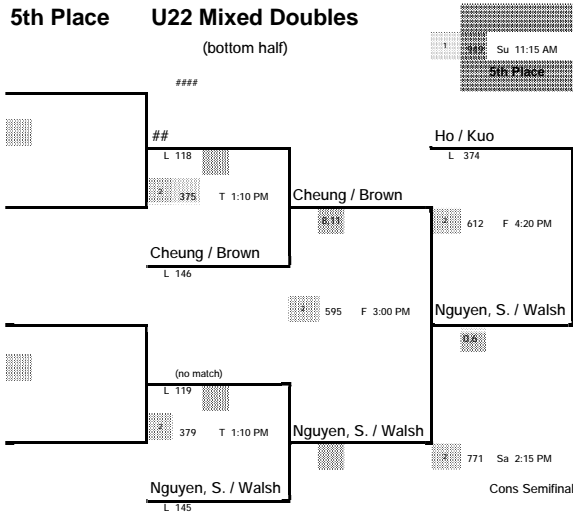 5th Place U22 Mixed Doubles
(bottom half)
1 949 Su 11:15 AM
5th Place
####
##
Ho / Kuo
L 118
L 374
2 375 T 1:10 PM
Cheung / Brown
8,11
2 612 F 4:20 PM
Cheung / Brown
L 146
2 595 F 3:00 PM
Nguyen, S. / Walsh
0,6
(no match)
L 119
2 379 T 1:10 PM
Nguyen, S. / Walsh
2 771 Sa 2:15 PM
Nguyen, S. / Walsh
Cons Semifinal
L 145